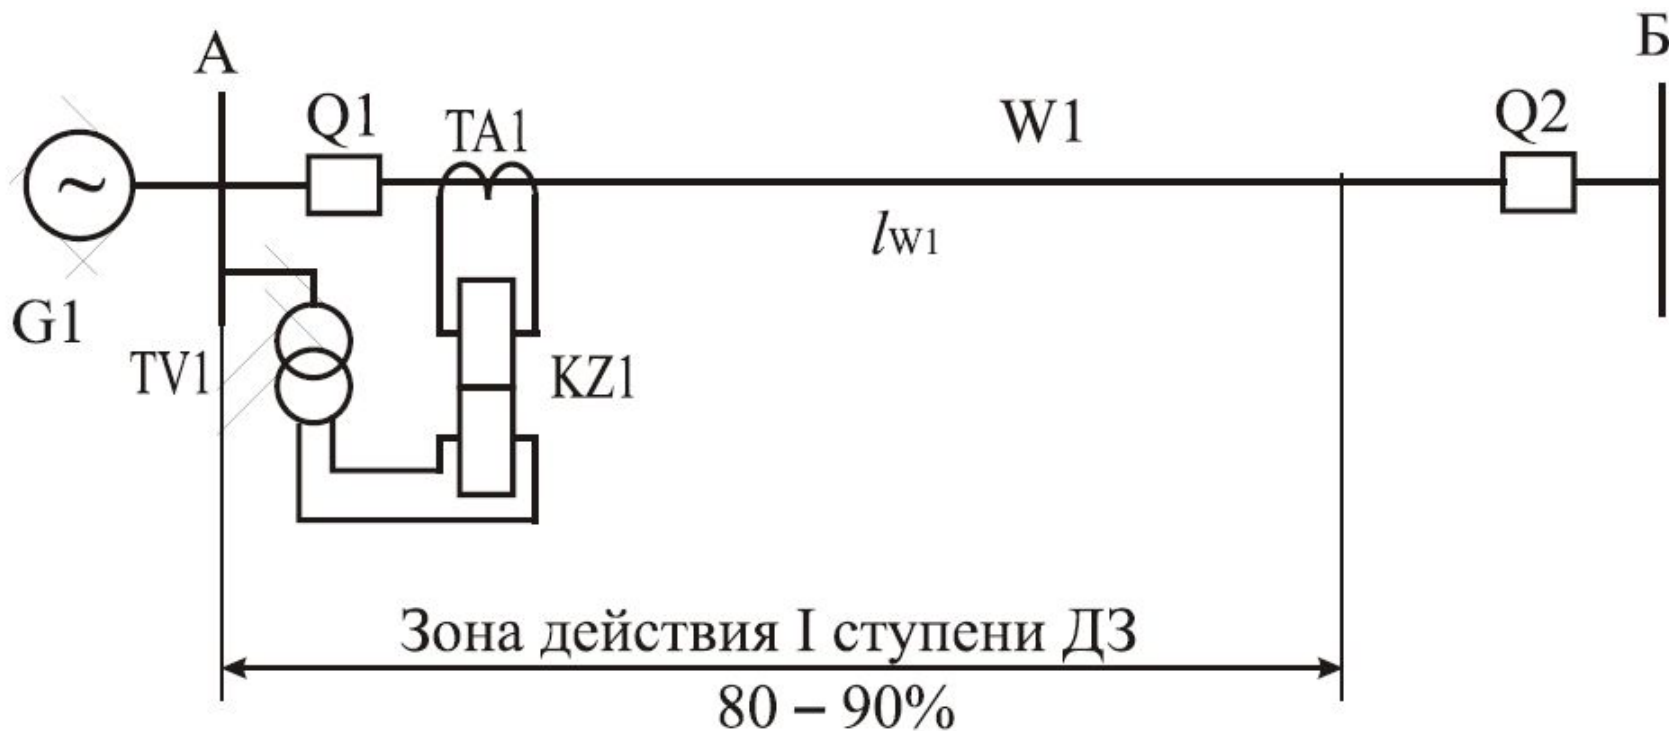 А
Б
Q1
TA1
W1
Q2
~
lW1
G1
TV1
KZ1
Зона действия I ступени ДЗ
80 – 90%